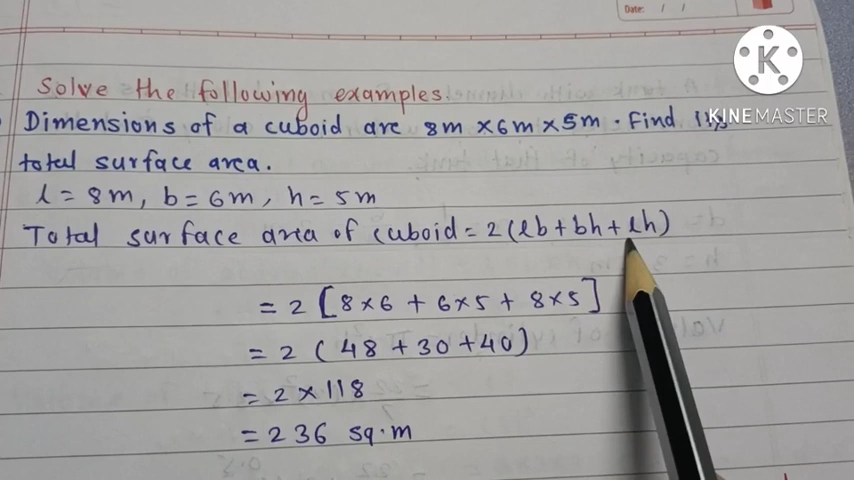 Date: / /
K
KINEMASTER
Solve the following examples.
Dimensions of a cuboid are 8m x 6m x 5m. Find
total surface area.
l = 8m, b = 6m, h = 5m
Total surface area of cuboid = 2(lb + bh + lh)
= 2 [8 × 6 + 6 × 5 + 8 × 5]
= 2 ( 48 + 30 + 40)
= 2 × 118
= 236 sq.m